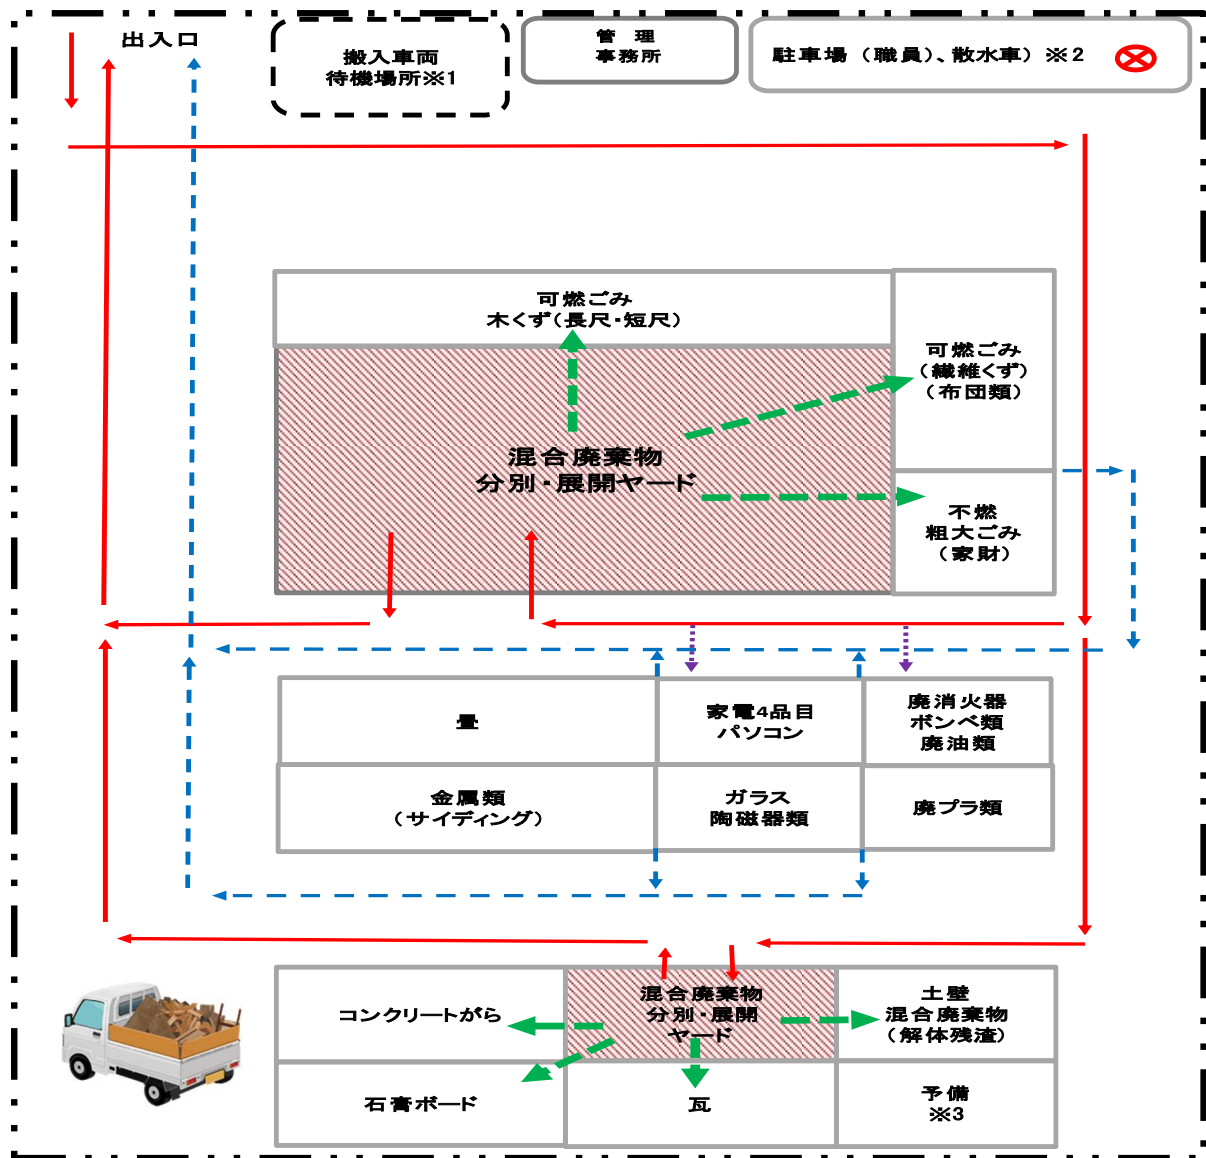 出入口
搬入車両
待機場所※1
管 理
事務所
駐車場 （職員）、散水車） ※2
可燃ごみ
木くず（長尺・短尺）
可燃ごみ
（繊維くず）
（布団類）
混合廃棄物
分別・展開ヤード
不燃
粗大ごみ
（家財）
畳
家電4品目
パソコン
廃消火器
ボンベ類
廃油類
金属類
（サイディング）
ガラス
陶磁器類
廃プラ類
コンクリートがら
混合廃棄物
分別・展開
ヤード
土壁
混合廃棄物
（解体残渣）
石膏ボード
瓦
予備
※3